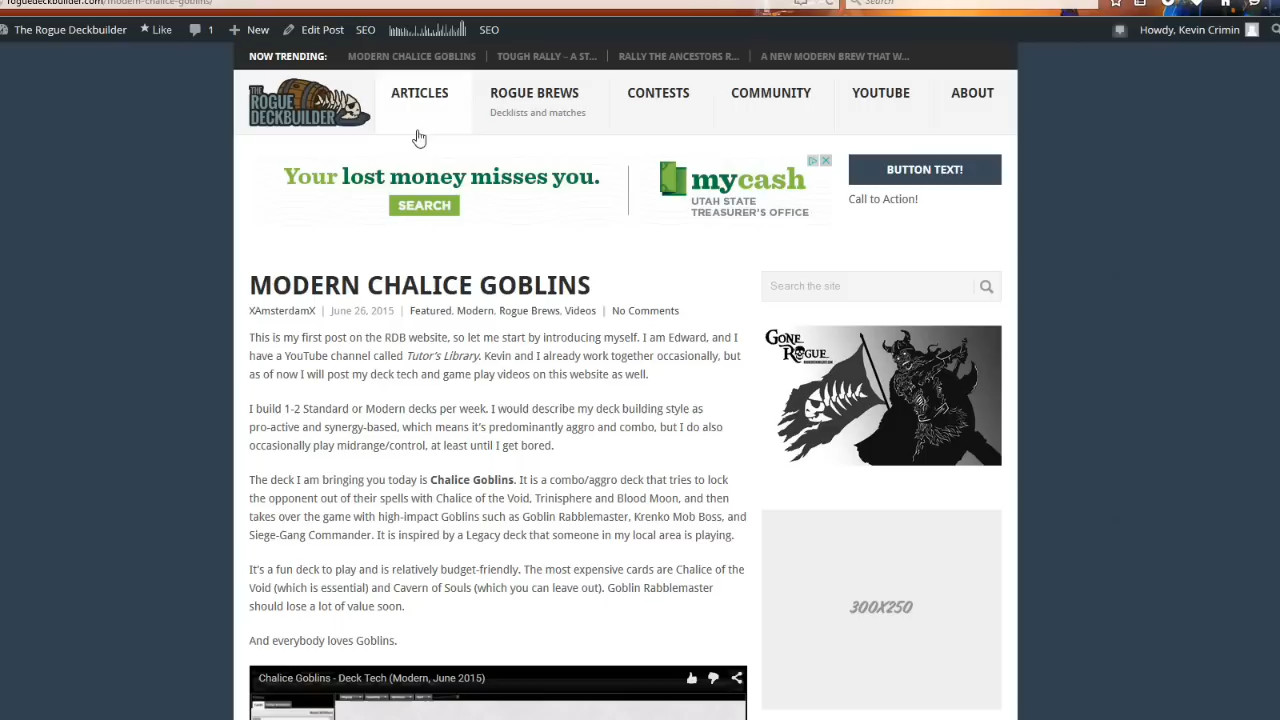 roguedeckbuilder.com/modern-chalice-goblins/
Search
The Rogue Deckbuilder
Like
1
New
Edit Post
SEO
SEO
Howdy, Kevin Crimin
NOW TRENDING:
MODERN CHALICE GOBLINS
TOUGH RALLY – A ST...
RALLY THE ANCESTORS R...
A NEW MODERN BREW THAT W...
THE ROGUE DECKBUILDER
ARTICLES
ROGUE BREWS
Decklists and matches
CONTESTS
COMMUNITY
YOUTUBE
ABOUT
Your lost money misses you.
SEARCH
mycash
UTAH STATE
TREASURER'S OFFICE
BUTTON TEXT!
Call to Action!
MODERN CHALICE GOBLINS
XAmsterdamX | June 26, 2015 | Featured, Modern, Rogue Brews, Videos | No Comments
This is my first post on the RDB website, so let me start by introducing myself. I am Edward, and I
have a YouTube channel called Tutor's Library. Kevin and I already work together occasionally, but
as of now I will post my deck tech and game play videos on this website as well.
I build 1-2 Standard or Modern decks per week. I would describe my deck building style as
pro-active and synergy-based, which means it's predominantly aggro and combo, but I do also
occasionally play midrange/control, at least until I get bored.
The deck I am bringing you today is Chalice Goblins. It is a combo/aggro deck that tries to lock
the opponent out of their spells with Chalice of the Void, Trinisphere and Blood Moon, and then
takes over the game with high-impact Goblins such as Goblin Rabblemaster, Krenko Mob Boss, and
Siege-Gang Commander. It is inspired by a Legacy deck that someone in my local area is playing.
It's a fun deck to play and is relatively budget-friendly. The most expensive cards are Chalice of the
Void (which is essential) and Cavern of Souls (which you can leave out). Goblin Rabblemaster
should lose a lot of value soon.
And everybody loves Goblins.
Chalice Goblins - Deck Tech (Modern, June 2015)
Search the site
GONE
ROGUE
300X250